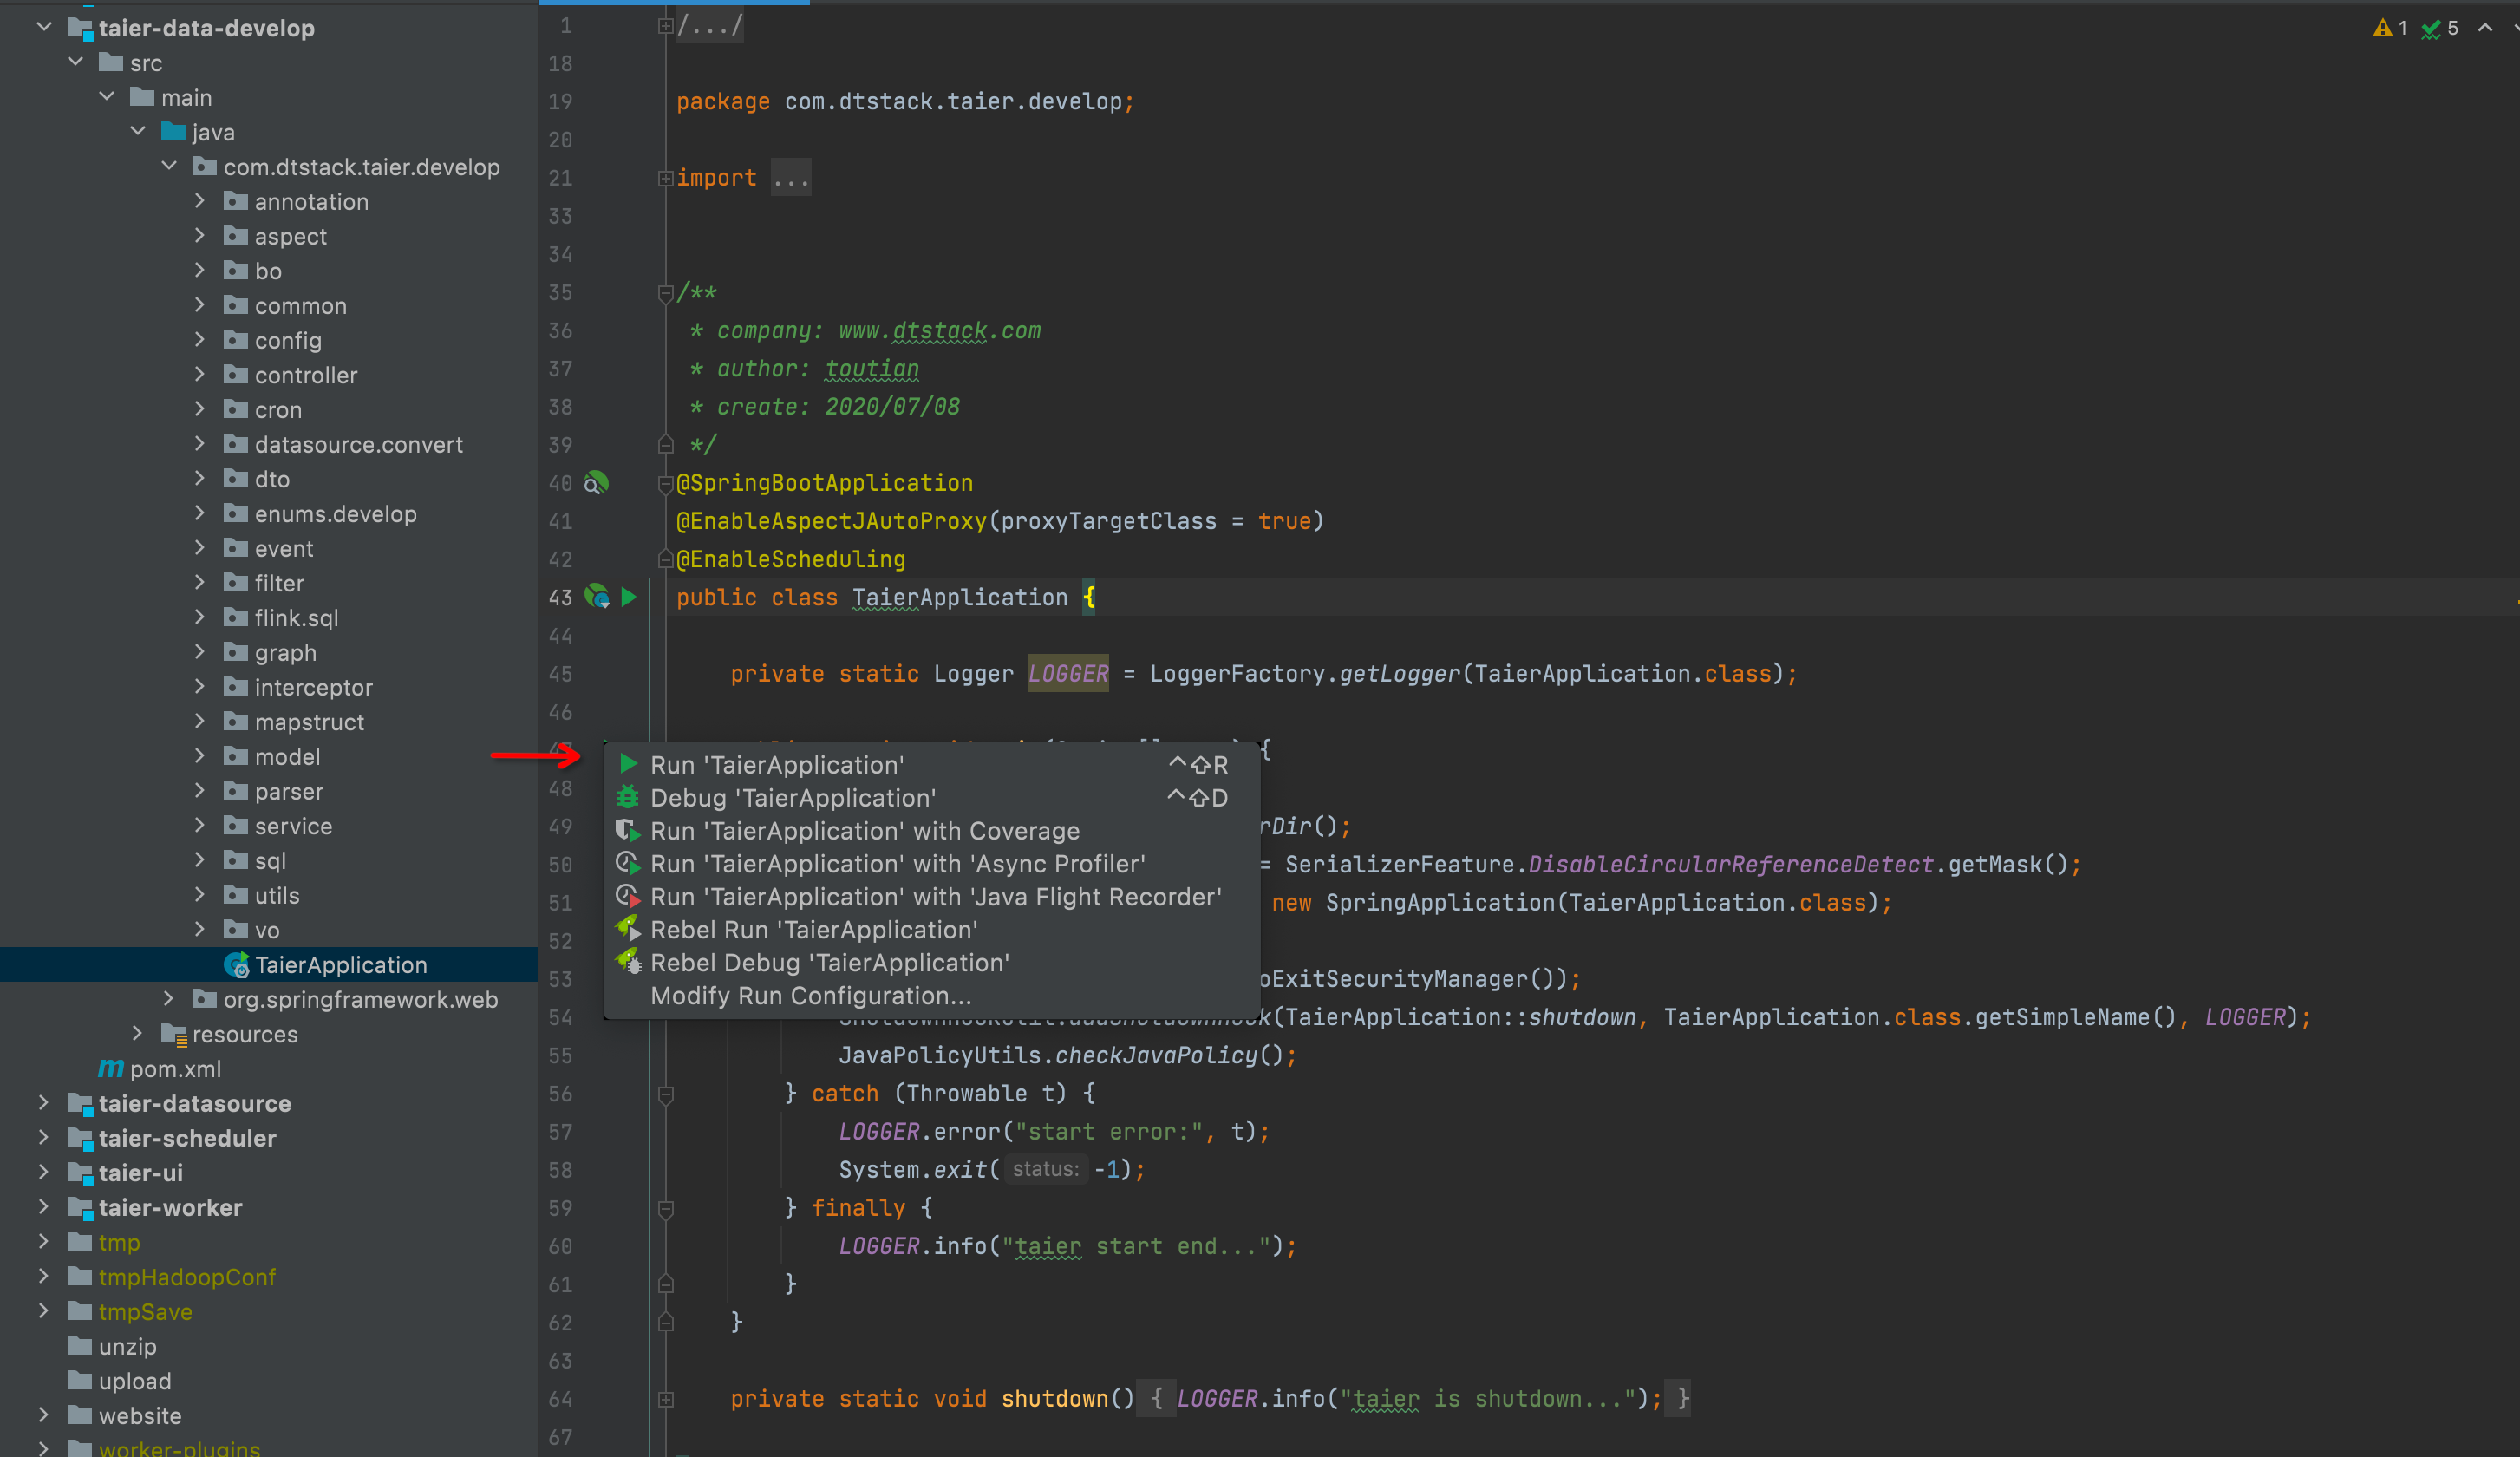 taier-data-develop
src
main
java
com.dtstack.taier.develop
annotation
aspect
bo
common
config
controller
cron
datasource.convert
dto
enums.develop
event
filter
flink.sql
graph
interceptor
mapstruct
model
parser
service
sql
utils
vo
TaierApplication
org.springframework.web
resources
pom.xml
taier-datasource
taier-scheduler
taier-ui
taier-worker
tmp
tmpHadoopConf
tmpSave
unzip
upload
website
worker-plugins
1 /.../
1 5
18
19 package com.dtstack.taier.develop;
20
21 import ...
33
34
35 /**
36 * company: www.dtstack.com
37 * author: toutian
38 * create: 2020/07/08
39 */
40 @SpringBootApplication
41 @EnableAspectJAutoProxy(proxyTargetClass = true)
42 @EnableScheduling
43 public class TaierApplication {
44
45 private static Logger LOGGER = LoggerFactory.getLogger(TaierApplication.class);
46
47 {
Run 'TaierApplication' ⌃⇧R
Debug 'TaierApplication' ⌃⇧D
Run 'TaierApplication' with Coverage
Run 'TaierApplication' with 'Async Profiler'
Run 'TaierApplication' with 'Java Flight Recorder'
Rebel Run 'TaierApplication'
Rebel Debug 'TaierApplication'
Modify Run Configuration...
48
49 rDir();
50 = SerializerFeature.DisableCircularReferenceDetect.getMask();
51 new SpringApplication(TaierApplication.class);
52
53 oExitSecurityManager());
54 (TaierApplication::shutdown, TaierApplication.class.getSimpleName(), LOGGER);
55 JavaPolicyUtils.checkJavaPolicy();
56 } catch (Throwable t) {
57 LOGGER.error("start error:", t);
58 System.exit( status: -1);
59 } finally {
60 LOGGER.info("taier start end...");
61 }
62 }
63
64 private static void shutdown() { LOGGER.info("taier is shutdown..."); }
67